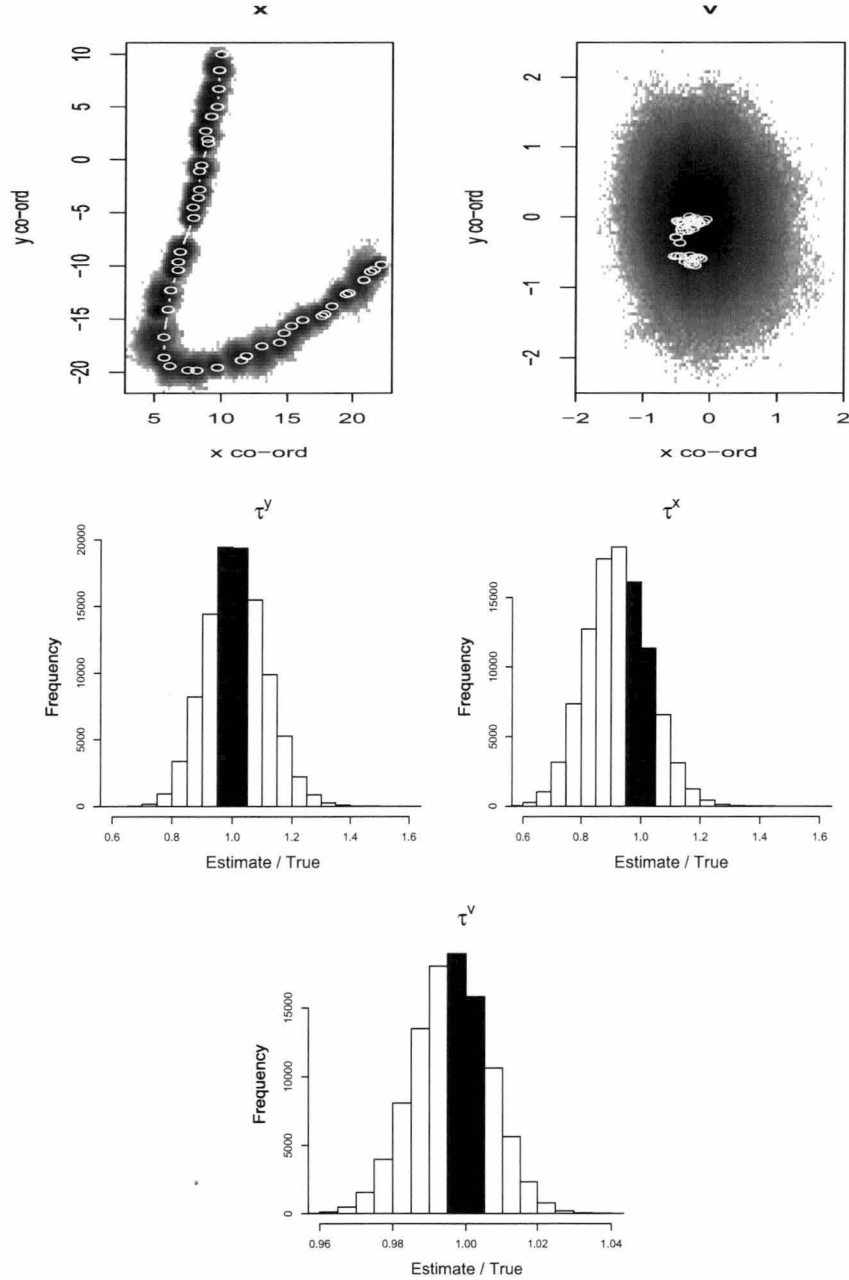 x
y co-ord
10
5
0
-5
-10
-15
-20
5 10 15 20
x co-ord
v
y co-ord
2
1
0
-1
-2
-2 -1 0 1 2
x co-ord
τ^y
Frequency
20000
15000
10000
5000
0
0.6 0.8 1.0 1.2 1.4 1.6
Estimate / True
τ^x
Frequency
15000
10000
5000
0
0.6 0.8 1.0 1.2 1.4 1.6
Estimate / True
τ^v
Frequency
15000
10000
5000
0
0.96 0.98 1.00 1.02 1.04
Estimate / True